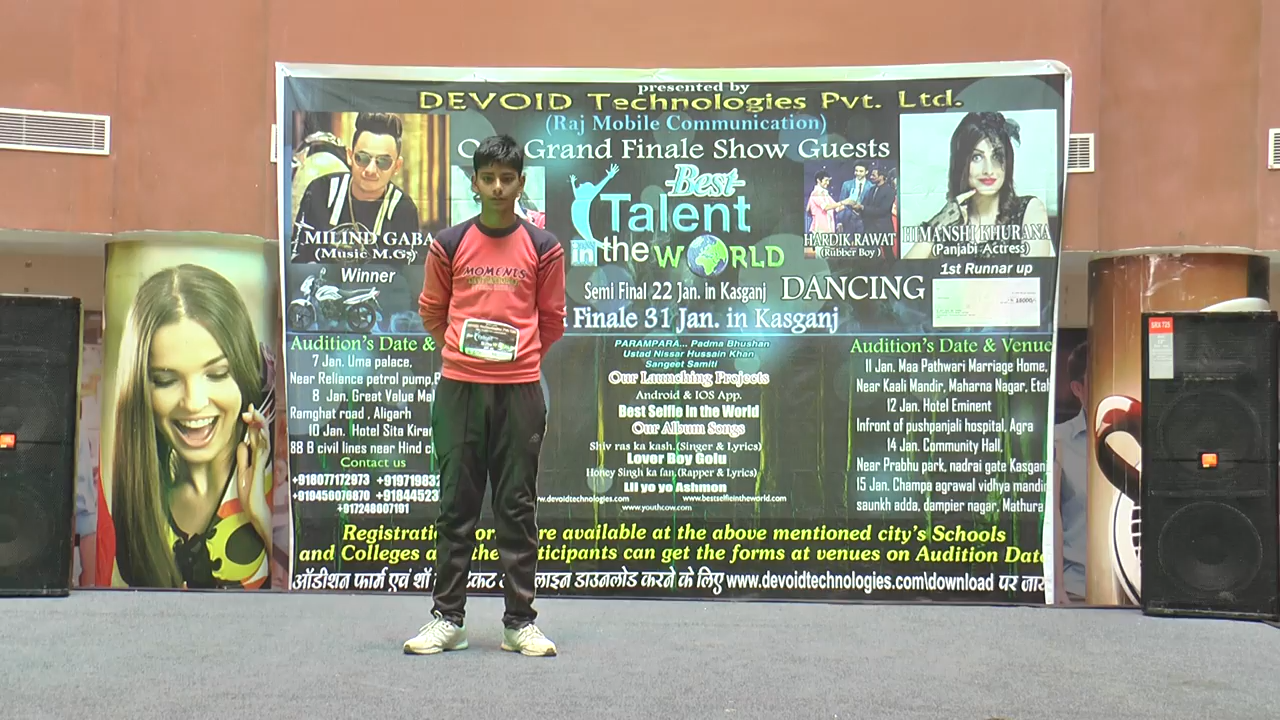 presented by
DEVOID Technologies Pvt. Ltd.
(Raj Mobile Communication)
Grand Finale Show Guests
Best
Talent
in the WORLD
MILIND GABA
(Music M.G)
Winner
HARDIK RAWAT
(Rubber Boy)
HIMANSHI KHURANA
(Panjabi Actress)
1st Runnar up
Semi Final 22 Jan. in Kasganj DANCING
Finale 31 Jan. in Kasganj
Audition's Date &
7 Jan. Uma palace,
Near Reliance petrol pump,
8 Jan. Great Value
Ramghat road , Aligarh
10 Jan. Hotel Sita
88 B civil lines near Hind
Contact us
+918077172973
+917248007101
PARAMPARA... Padma Bhushan
Ustad Nissar Hussain Khan
Sangeet Samiti
Our Launching Projects
Android & IOS App.
Best Selfie in the World
Our Album Songs
Shiv ras ka kash.(Singer & Lyrics)
Lover Boy Golu
Honey Singh ka fan.(Rapper & Lyrics)
Lil yo yo Ashmon
www.devoidtechnologies.com www.bestselfieintheworld.com
www.youthcow.com
Audition's Date & Venue
11 Jan. Maa Pathwari Marriage Home,
Near Kaali Mandir, Maharna Nagar, Etah
12 Jan. Hotel Eminent
Infront of pushpanjali hospital, Agra
14 Jan. Community Hall,
Near Prabhu park, nadrai gate Kasganj
15 Jan. Champa agrawal vidhya mandir
saunkh adda, dampier nagar, Mathura
are available at the above mentioned city's Schools
and Colleges can get the forms at venues on Audition Date
ऑडीशन फार्म एवं डाउनलोड करने के लिए www.devoidtechnologies.com\download पर
MOMENTS
SRX 725
JBL
JBL